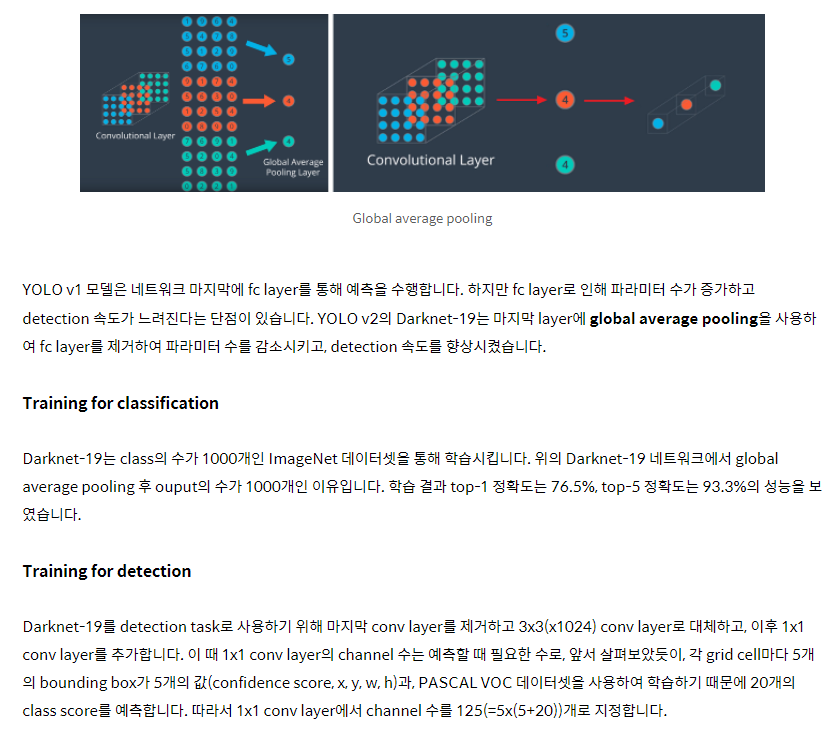 Convolutional Layer
Global Average
Pooling Layer
5
4
4
Convolutional Layer
5
4
4
Global average pooling
YOLO v1 모델은 네트워크 마지막에 fc layer를 통해 예측을 수행합니다. 하지만 fc layer로 인해 파라미터 수가 증가하고
detection 속도가 느려진다는 단점이 있습니다. YOLO v2의 Darknet-19는 마지막 layer에 global average pooling을 사용하
여 fc layer를 제거하여 파라미터 수를 감소시키고, detection 속도를 향상시켰습니다.
Training for classification
Darknet-19는 class의 수가 1000개인 ImageNet 데이터셋을 통해 학습시킵니다. 위의 Darknet-19 네트워크에서 global
average pooling 후 ouput의 수가 1000개인 이유입니다. 학습 결과 top-1 정확도는 76.5%, top-5 정확도는 93.3%의 성능을 보
였습니다.
Training for detection
Darknet-19를 detection task로 사용하기 위해 마지막 conv layer를 제거하고 3x3(x1024) conv layer로 대체하고, 이후 1x1
conv layer를 추가합니다. 이 때 1x1 conv layer의 channel 수는 예측할 때 필요한 수로, 앞서 살펴보았듯이, 각 grid cell마다 5개
의 bounding box가 5개의 값(confidence score, x, y, w, h)과, PASCAL VOC 데이터셋을 사용하여 학습하기 때문에 20개의
class score를 예측합니다. 따라서 1x1 conv layer에서 channel 수를 125(=5x(5+20))개로 지정합니다.